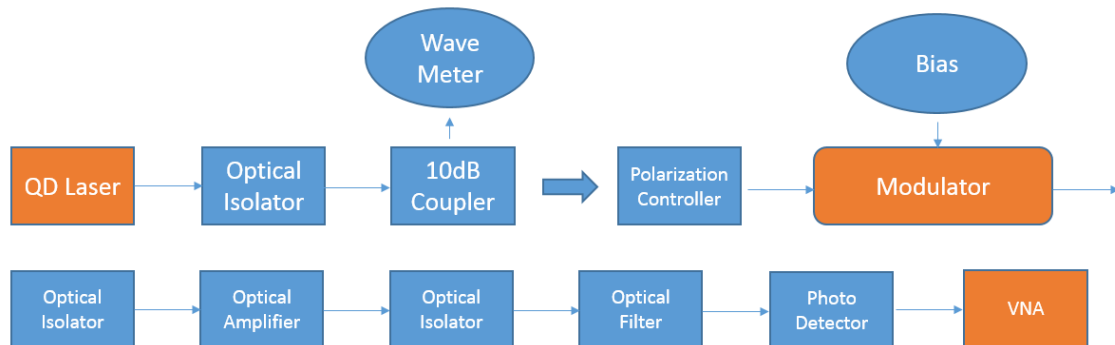 Wave
Meter
Bias
QD Laser
Optical
Isolator
10dB
Coupler
Polarization
Controller
Modulator
Optical
Isolator
Optical
Amplifier
Optical
Isolator
Optical
Filter
Photo
Detector
VNA